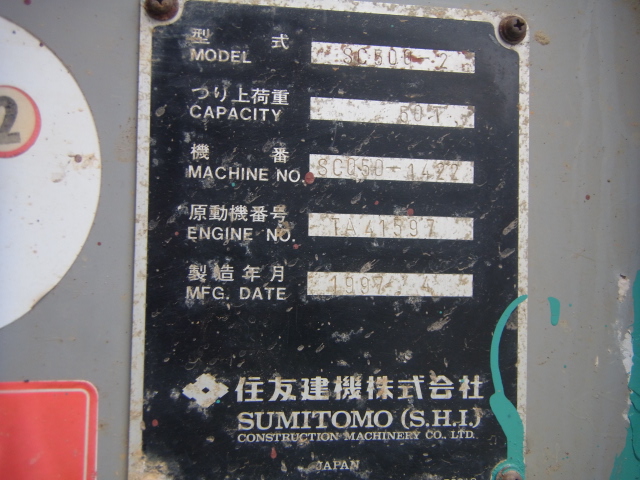 型 式
MODEL SC500-2
つり上荷重
CAPACITY 50T
機 番
MACHINE NO. SC050-1422
原動機番号
ENGINE NO. TA41597
製造年月
MFG. DATE 1997 4
住友建機株式会社
SUMITOMO (S.H.I.)
CONSTRUCTION MACHINERY CO., LTD.
JAPAN
2